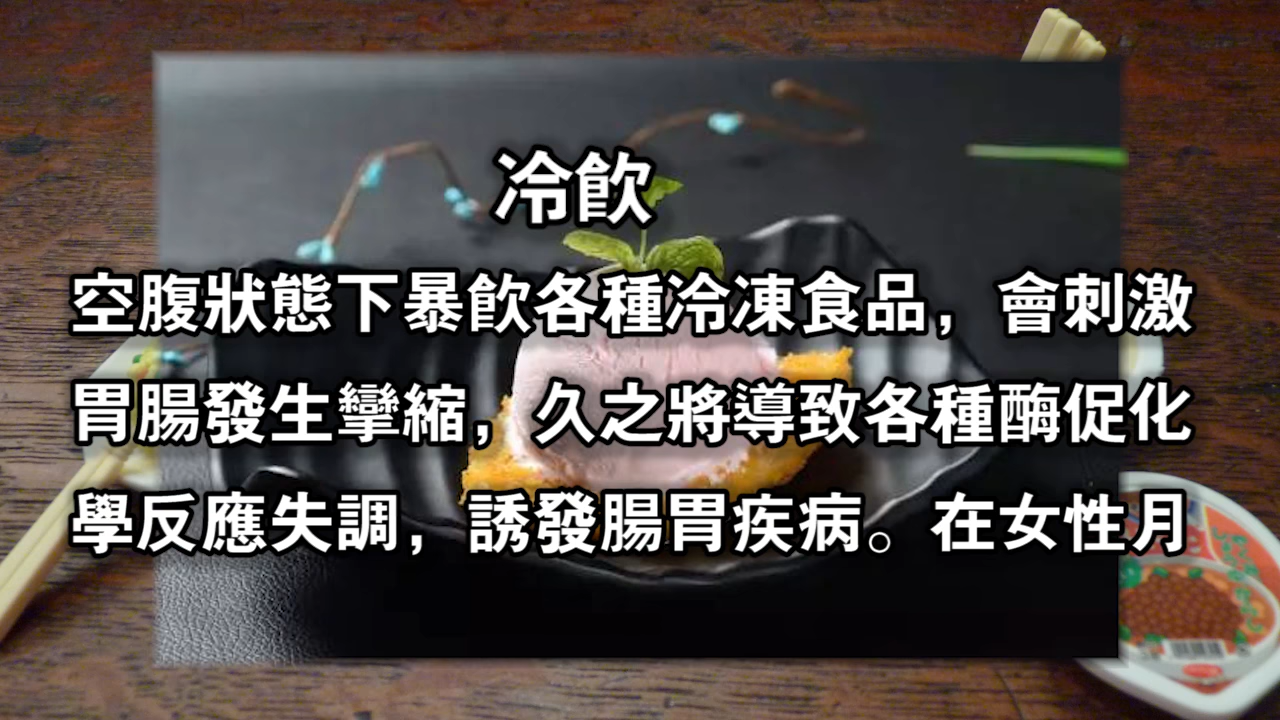 冷飲
空腹狀態下暴飲各種冷凍食品，會刺激
胃腸發生攣縮，久之將導致各種酶促化
學反應失調，誘發腸胃疾病。在女性月